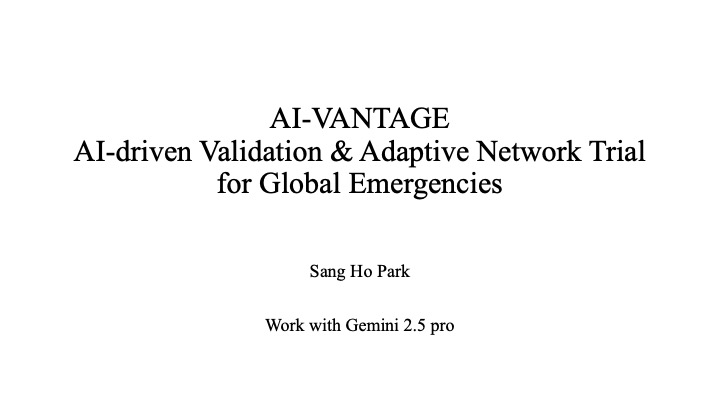 AI-VANTAGE
AI-driven Validation & Adaptive Network Trial
for Global Emergencies
Sang Ho Park
Work with Gemini 2.5 pro